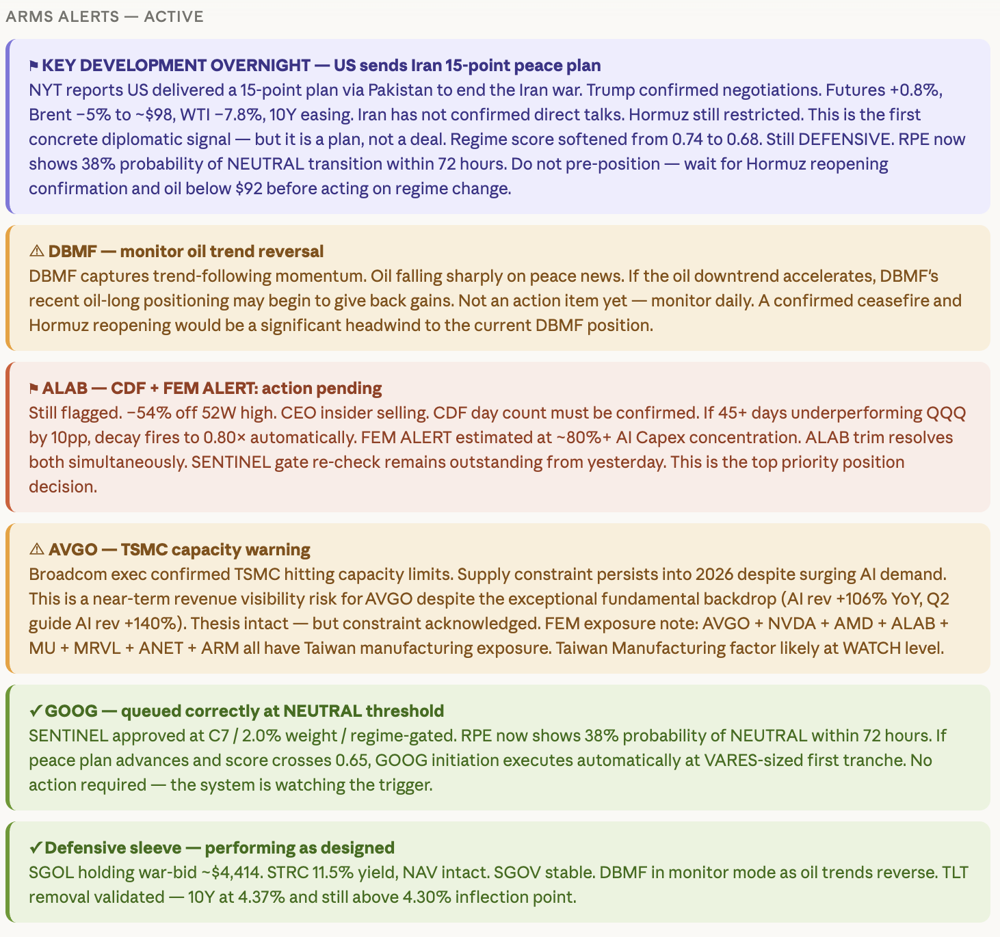 ARMS ALERTS — ACTIVE
⚑ KEY DEVELOPMENT OVERNIGHT — US sends Iran 15-point peace plan
NYT reports US delivered a 15-point plan via Pakistan to end the Iran war. Trump confirmed negotiations. Futures +0.8%,
Brent −5% to ~$98, WTI −7.8%, 10Y easing. Iran has not confirmed direct talks. Hormuz still restricted. This is the first
concrete diplomatic signal — but it is a plan, not a deal. Regime score softened from 0.74 to 0.68. Still DEFENSIVE. RPE now
shows 38% probability of NEUTRAL transition within 72 hours. Do not pre-position — wait for Hormuz reopening
confirmation and oil below $92 before acting on regime change.
⚠ DBMF — monitor oil trend reversal
DBMF captures trend-following momentum. Oil falling sharply on peace news. If the oil downtrend accelerates, DBMF's
recent oil-long positioning may begin to give back gains. Not an action item yet — monitor daily. A confirmed ceasefire and
Hormuz reopening would be a significant headwind to the current DBMF position.
⚑ ALAB — CDF + FEM ALERT: action pending
Still flagged. −54% off 52W high. CEO insider selling. CDF day count must be confirmed. If 45+ days underperforming QQQ
by 10pp, decay fires to 0.80× automatically. FEM ALERT estimated at ~80%+ AI Capex concentration. ALAB trim resolves
both simultaneously. SENTINEL gate re-check remains outstanding from yesterday. This is the top priority position
decision.
⚠ AVGO — TSMC capacity warning
Broadcom exec confirmed TSMC hitting capacity limits. Supply constraint persists into 2026 despite surging AI demand.
This is a near-term revenue visibility risk for AVGO despite the exceptional fundamental backdrop (AI rev +106% YoY, Q2
guide AI rev +140%). Thesis intact — but constraint acknowledged. FEM exposure note: AVGO + NVDA + AMD + ALAB +
MU + MRVL + ANET + ARM all have Taiwan manufacturing exposure. Taiwan Manufacturing factor likely at WATCH level.
✓ GOOG — queued correctly at NEUTRAL threshold
SENTINEL approved at C7 / 2.0% weight / regime-gated. RPE now shows 38% probability of NEUTRAL within 72 hours. If
peace plan advances and score crosses 0.65, GOOG initiation executes automatically at VARES-sized first tranche. No
action required — the system is watching the trigger.
✓ Defensive sleeve — performing as designed
SGOL holding war-bid ~$4,414. STRC 11.5% yield, NAV intact. SGOV stable. DBMF in monitor mode as oil trends reverse. TLT
removal validated — 10Y at 4.37% and still above 4.30% inflection point.